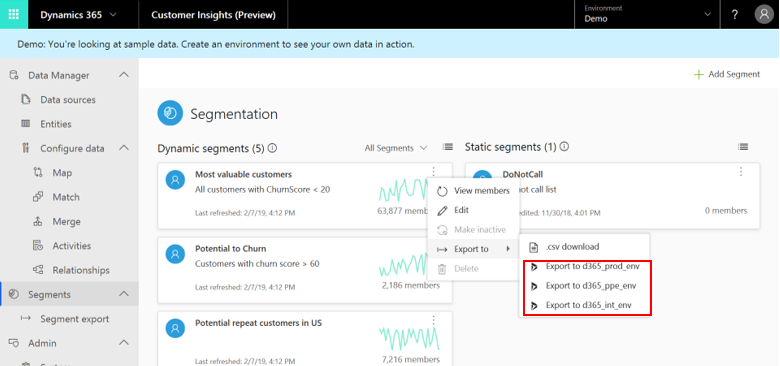 Dynamics 365
Customer Insights (Preview)
Environment
Demo
?
Demo: You're looking at sample data. Create an environment to see your own data in action.
Data Manager
Data sources
Entities
Configure data
Map
Match
Merge
Activities
Relationships
Segments
Segment export
Admin
Add Segment
Segmentation
Dynamic segments (5)
All Segments
Most valuable customers
All customers with ChurnScore < 20
Last refreshed: 2/7/19, 4:12 PM
63,877 members
Potential to Churn
Customers with churn score > 60
Last refreshed: 2/7/19, 4:12 PM
2,186 members
Potential repeat customers in US
Last refreshed: 2/7/19, 4:12 PM
7,216 members
Static segments (1)
DoNotCall
not call list
edited: 11/30/18, 4:01 PM
0 members
View members
Edit
Make inactive
Export to
Delete
.csv download
Export to d365_prod_env
Export to d365_ppe_env
Export to d365_int_env